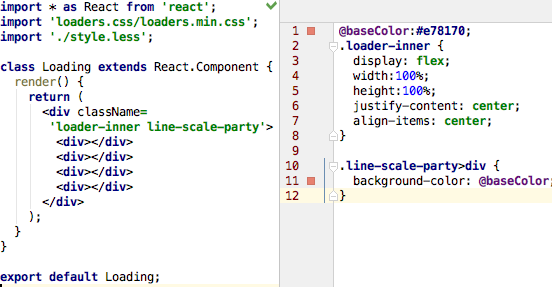 import * as React from 'react';
import 'loaders.css/loaders.min.css';
import './style.less';

class Loading extends React.Component {
  render() {
    return (
      <div className=
       'loader-inner line-scale-party'>
        <div></div>
        <div></div>
        <div></div>
        <div></div>
      </div>
    );
  }
}

export default Loading;

1 @baseColor:#e78170;
2 .loader-inner {
3   display: flex;
4   width:100%;
5   height:100%;
6   justify-content: center;
7   align-items: center;
8 }
9
10 .line-scale-party>div {
11   background-color: @baseColor;
12 }